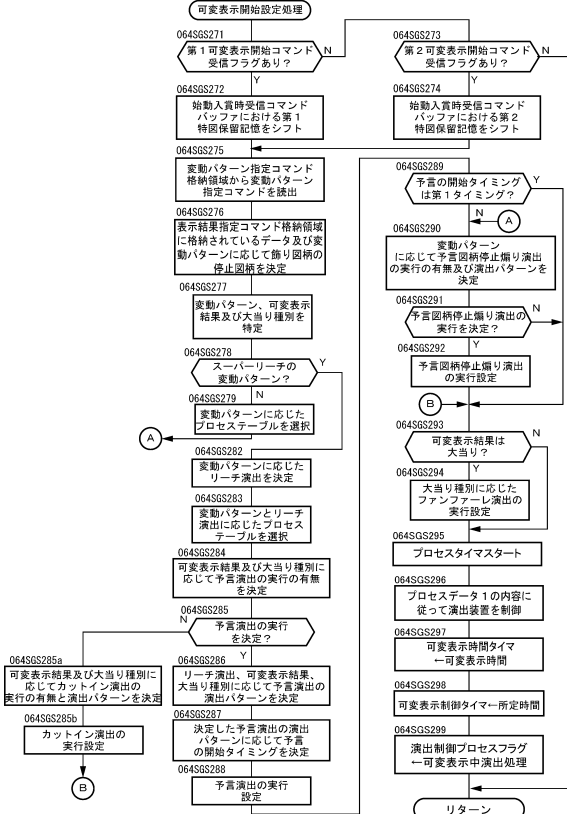 可変表示開始設定処理
064SGS271
第1可変表示開始コマンド
受信フラグあり？
N
Y
064SGS272
始動入賞時受信コマンド
バッファにおける第1
特図保留記憶をシフト
064SGS273
第2可変表示開始コマンド
受信フラグあり？
N
Y
064SGS274
始動入賞時受信コマンド
バッファにおける第2
特図保留記憶をシフト
064SGS275
変動パターン指定コマンド
格納領域から変動パターン
指定コマンドを読出
064SGS276
表示結果指定コマンド格納領域
に格納されているデータ及び変
動パターンに応じて飾り図柄の
停止図柄を決定
064SGS277
変動パターン、可変表示
結果及び大当り種別を
特定
064SGS278
スーパーリーチの
変動パターン？
Y
N
064SGS279
変動パターンに応じた
プロセステーブルを選択
A
064SGS282
変動パターンに応じた
リーチ演出を決定
064SGS283
変動パターンとリーチ
演出に応じたプロセス
テーブルを選択
064SGS284
可変表示結果及び大当り種別に
応じて予言演出の実行の有無
を決定
064SGS285
予言演出の実行
を決定？
N
Y
064SGS285a
可変表示結果及び大当り種別に
応じてカットイン演出の
実行の有無と演出パターンを決定
064SGS285b
カットイン演出の
実行設定
B
064SGS286
リーチ演出、可変表示結果、
大当り種別に応じて予言演出の
演出パターンを決定
064SGS287
決定した予言演出の演出
パターンに応じて予言
の開始タイミングを決定
064SGS288
予言演出の実行
設定
064SGS289
予言の開始タイミング
は第1タイミング？
Y
N
A
064SGS290
変動パターン
に応じて予言図柄停止煽り演出
の実行の有無及び演出パターンを
決定
064SGS291
予言図柄停止煽り演出の
実行を決定？
N
Y
064SGS292
予言図柄停止煽り演出
の実行設定
B
064SGS293
可変表示結果は
大当り？
N
Y
064SGS294
大当り種別に応じた
ファンファーレ演出の
実行設定
064SGS295
プロセスタイマスタート
064SGS296
プロセスデータ1の内容に
従って演出装置を制御
064SGS297
可変表示時間タイマ
←可変表示時間
064SGS298
可変表示制御タイマ←所定時間
064SGS299
演出制御プロセスフラグ
←可変表示中演出処理
リターン